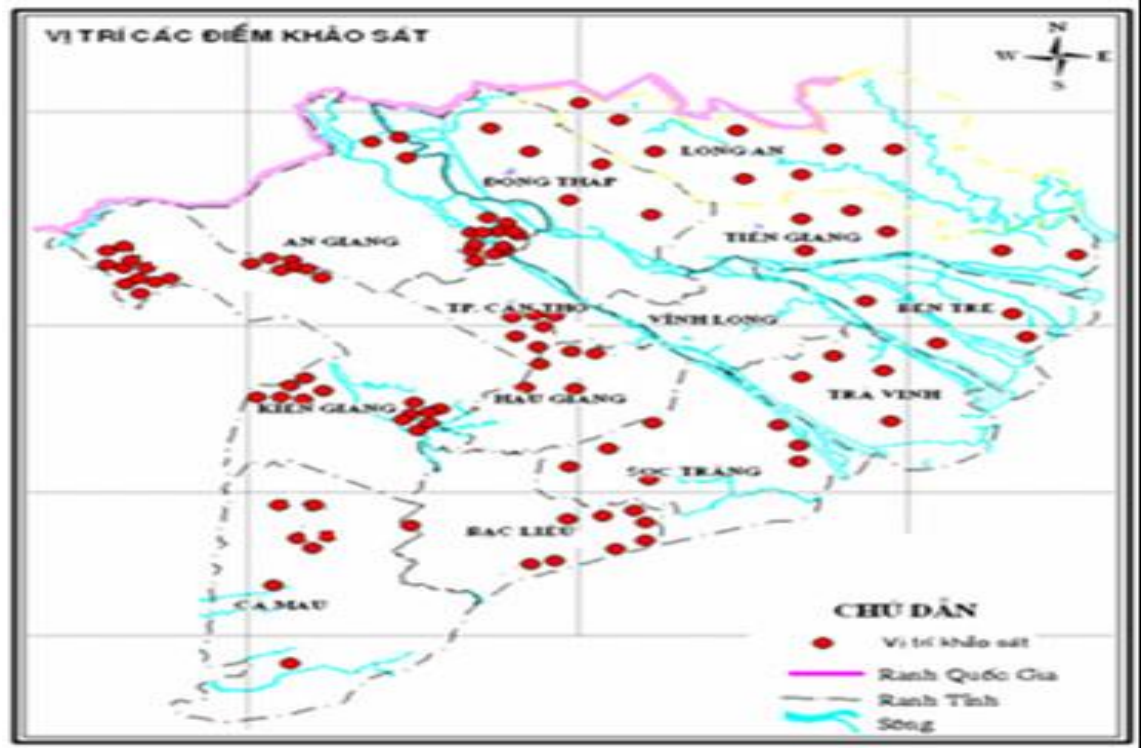 VỊ TRÍ CÁC ĐIỂM KHẢO SÁT
N
W E
S
LONG AN
ĐỒNG THÁP
AN GIANG
TIỀN GIANG
TP. CẦN THƠ
VĨNH LONG
BẾN TRE
KIÊN GIANG
HẬU GIANG
TRÀ VINH
SÓC TRĂNG
BẠC LIÊU
CÀ MAU
CHÚ DẪN
Vị trí khảo sát
Ranh Quốc Gia
Ranh Tỉnh
Sông